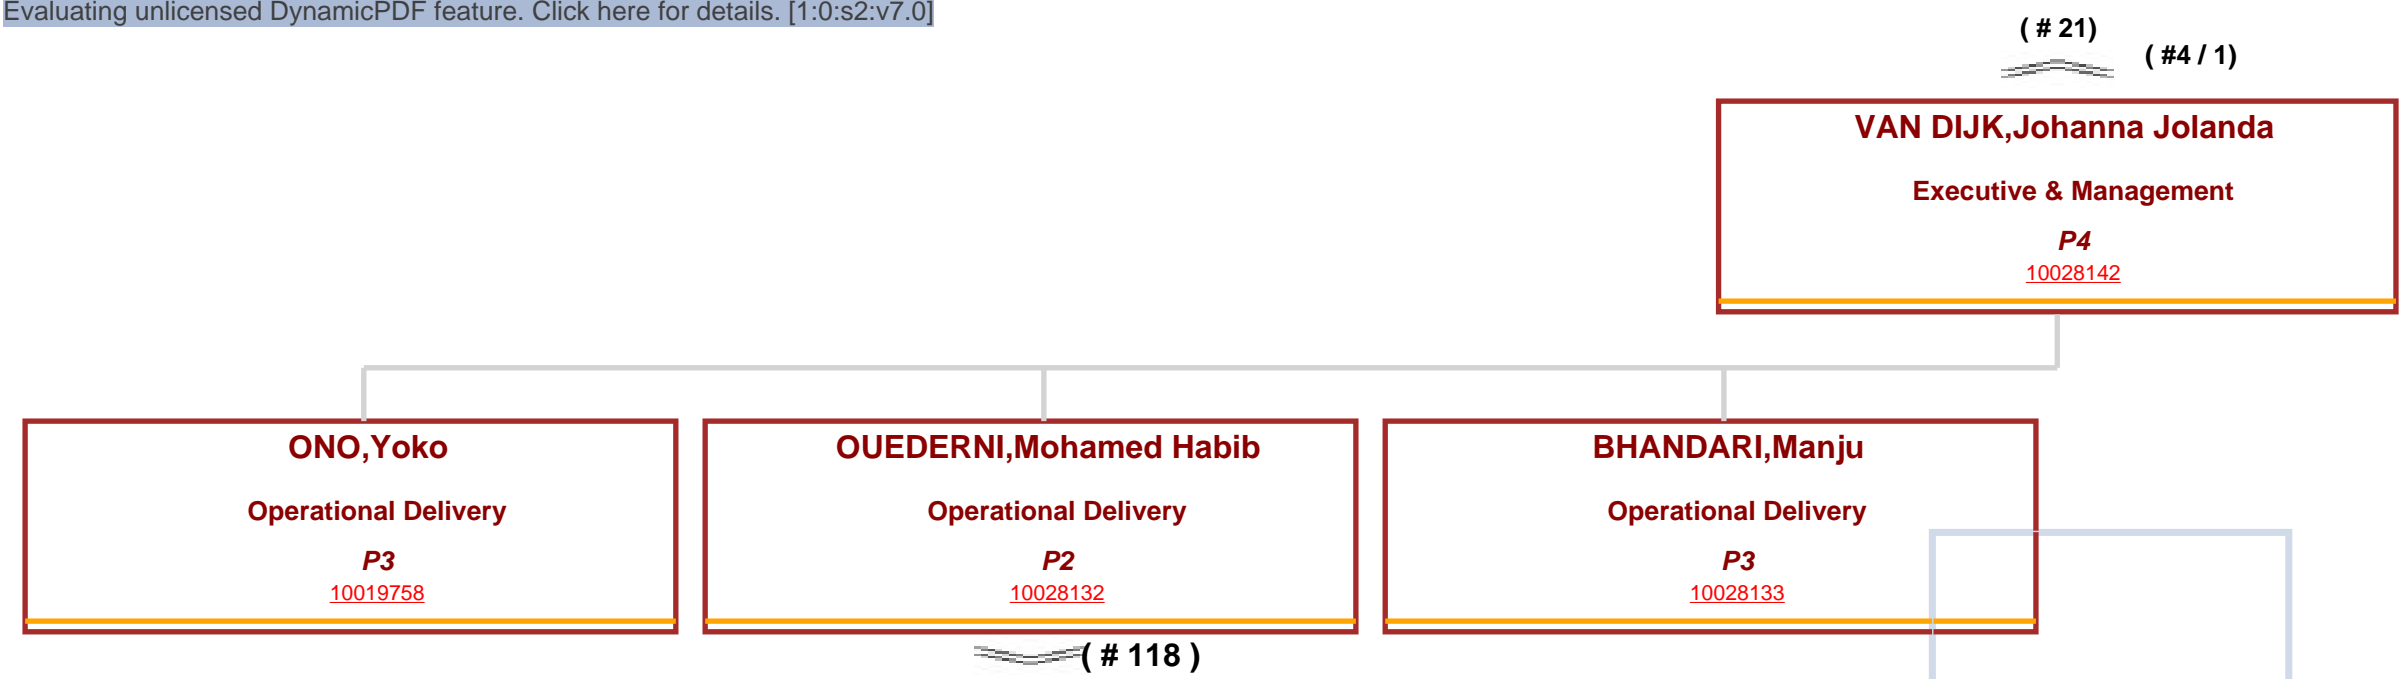 Evaluating unlicensed DynamicPDF feature. Click here for details. [1:0:s2:v7.0]
( # 21)
( #4 / 1)
VAN DIJK,Johanna Jolanda
Executive & Management
P4
10028142
ONO,Yoko
Operational Delivery
P3
10019758
OUEDERNI,Mohamed Habib
Operational Delivery
P2
10028132
( # 118 )
BHANDARI,Manju
Operational Delivery
P3
10028133